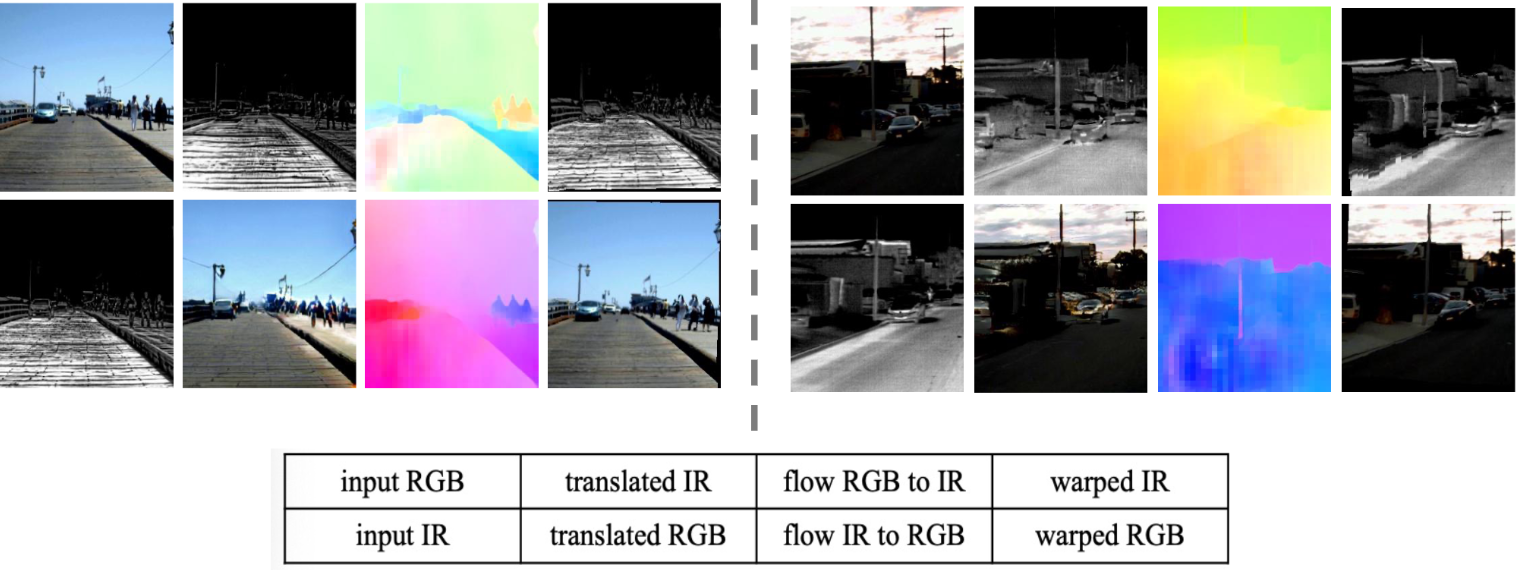 input RGB translated IR flow RGB to IR warped IR
input IR translated RGB flow IR to RGB warped RGB